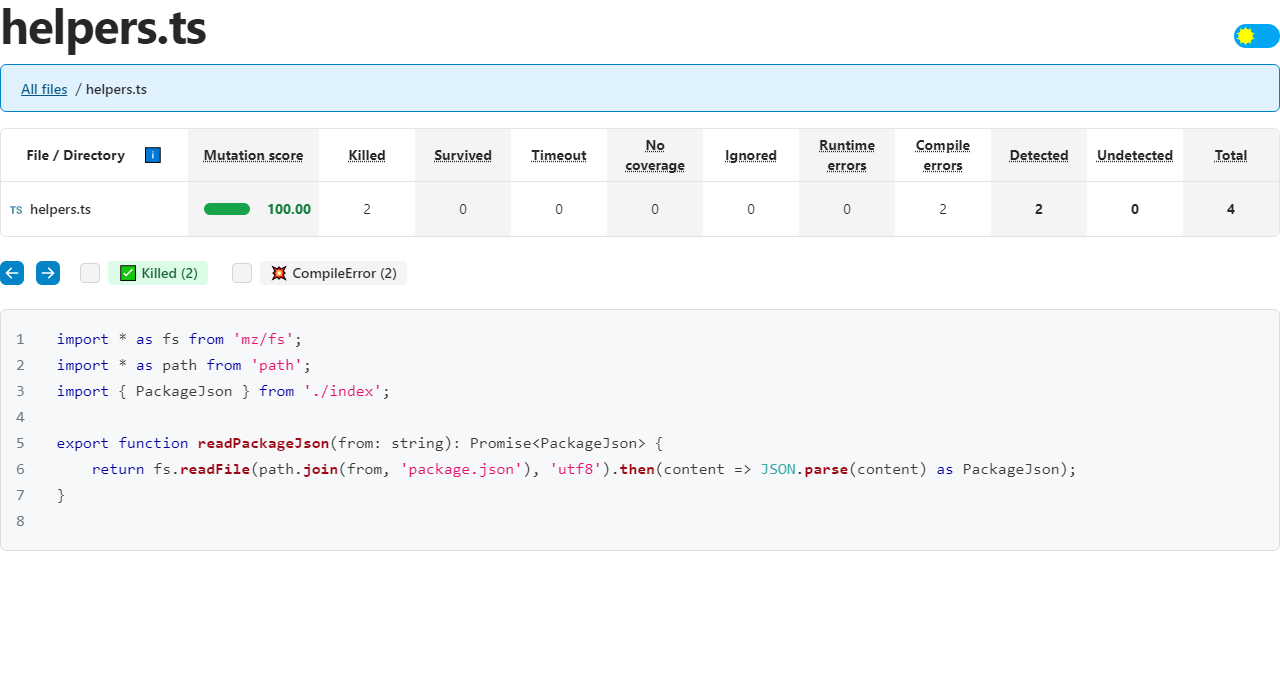 helpers.ts
All files / helpers.ts
File / Directory i Mutation score Killed Survived Timeout No coverage Ignored Runtime errors Compile errors Detected Undetected Total
TS helpers.ts 100.00 2 0 0 0 0 0 2 2 0 4
← → ✅ Killed (2) 💥 CompileError (2)
1 import * as fs from 'mz/fs';
2 import * as path from 'path';
3 import { PackageJson } from './index';
4
5 export function readPackageJson(from: string): Promise<PackageJson> {
6     return fs.readFile(path.join(from, 'package.json'), 'utf8').then(content => JSON.parse(content) as PackageJson);
7 }
8